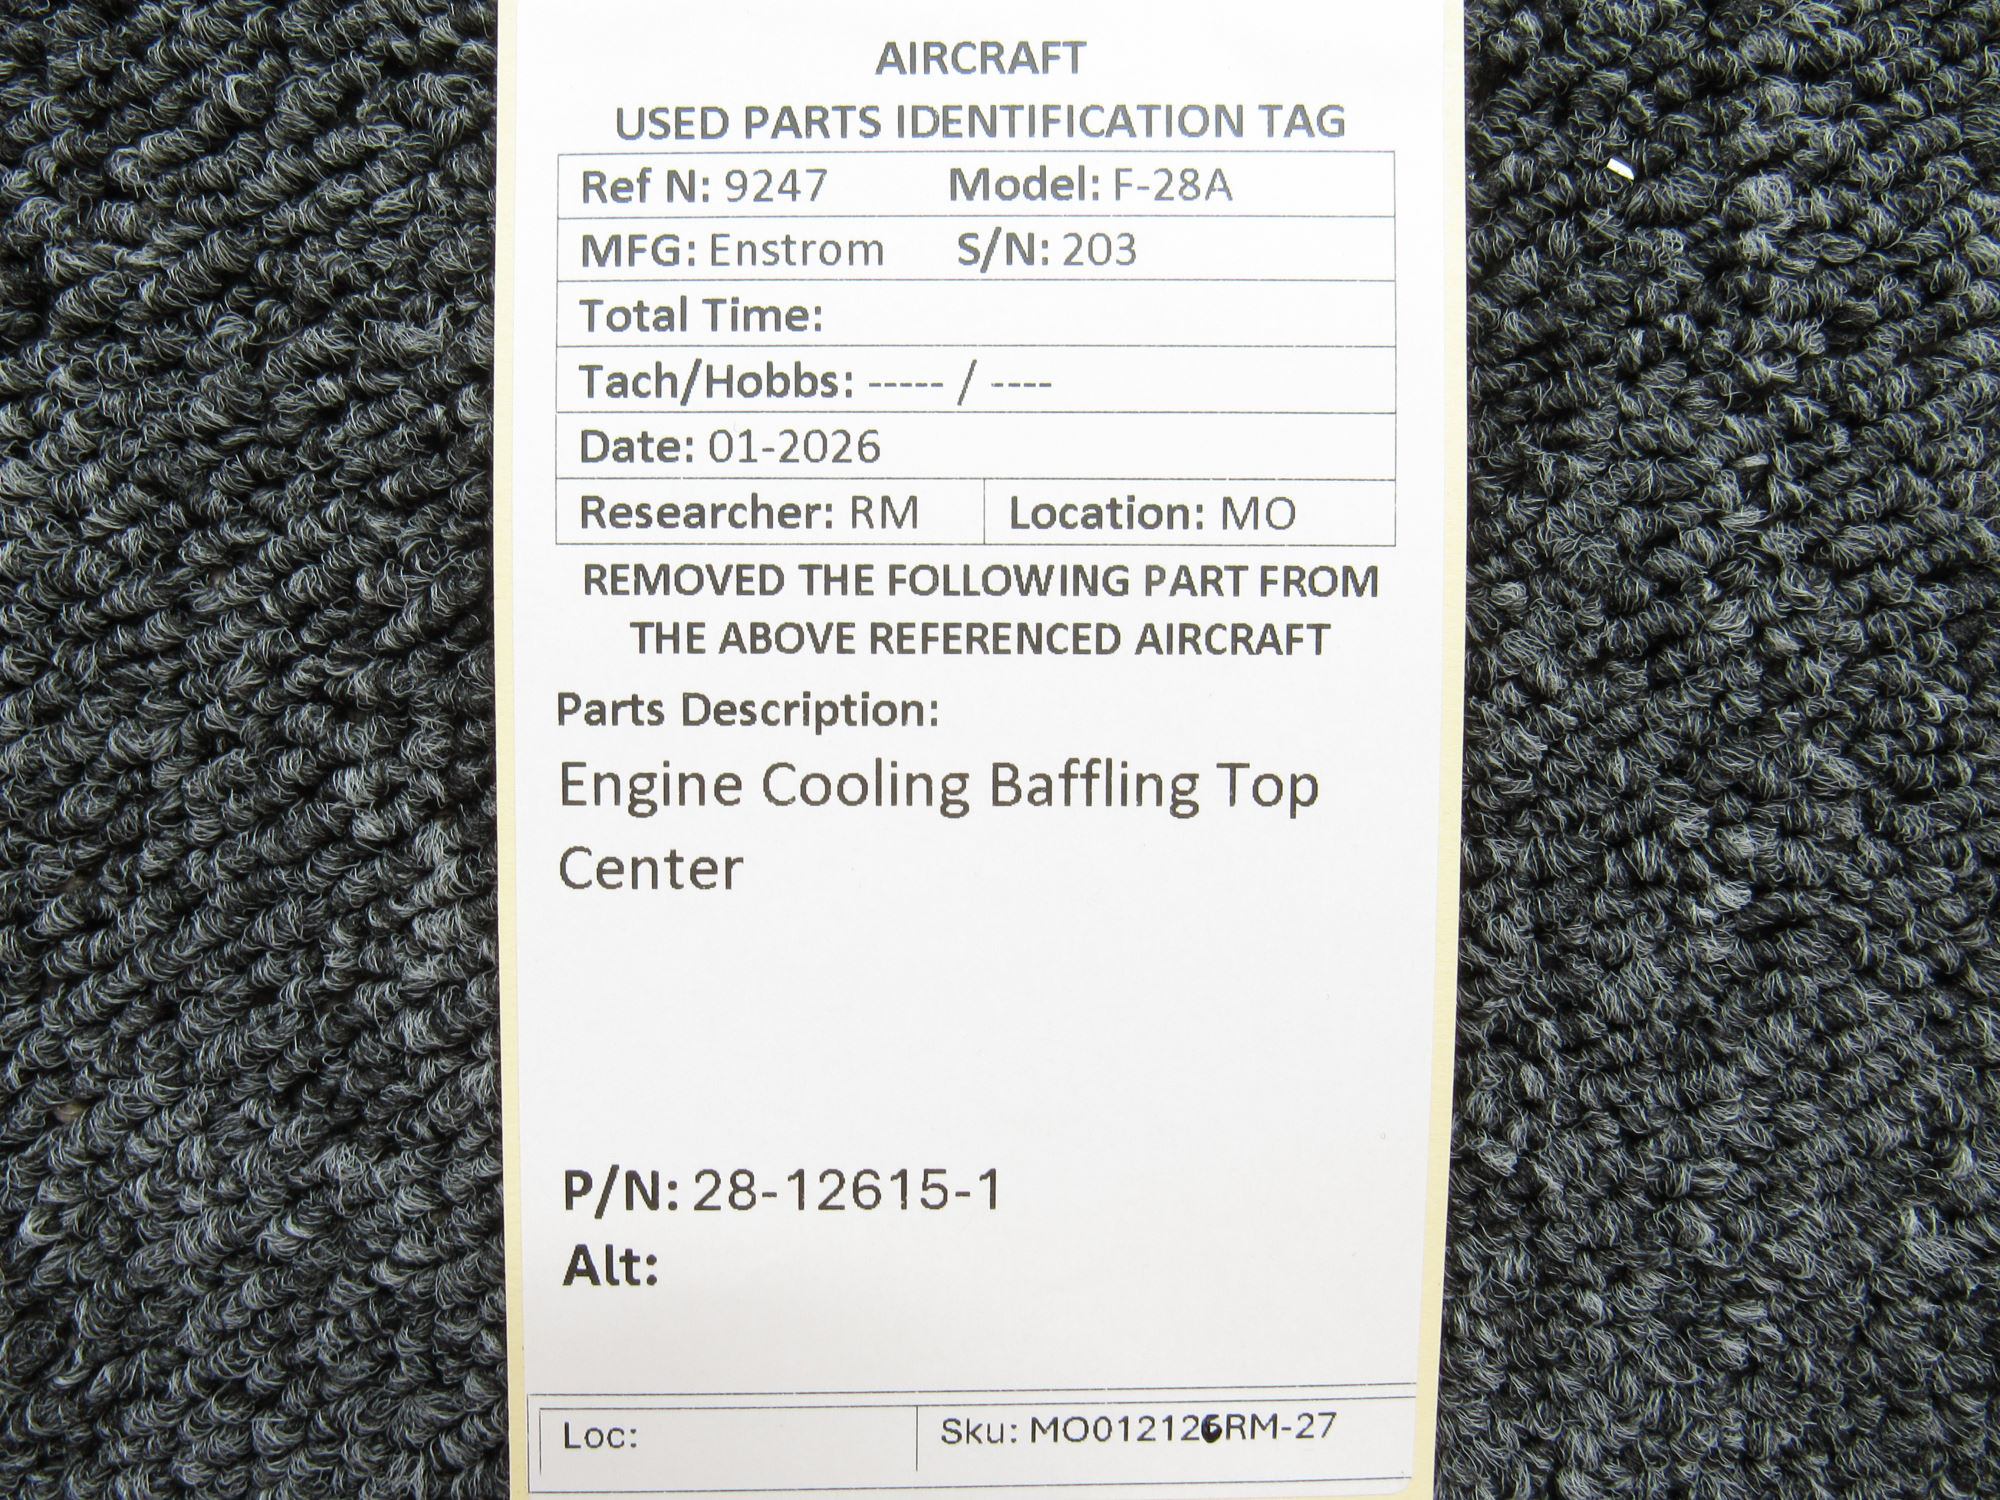 AIRCRAFT
USED PARTS IDENTIFICATION TAG
Ref N: 9247 Model: F-28A
MFG: Enstrom S/N: 203
Total Time:
Tach/Hobbs: ----- / ----
Date: 01-2026
Researcher: RM Location: MO
REMOVED THE FOLLOWING PART FROM
THE ABOVE REFERENCED AIRCRAFT
Parts Description:
Engine Cooling Baffling Top
Center
P/N: 28-12615-1
Alt:
Loc: Sku: MO012126RM-27